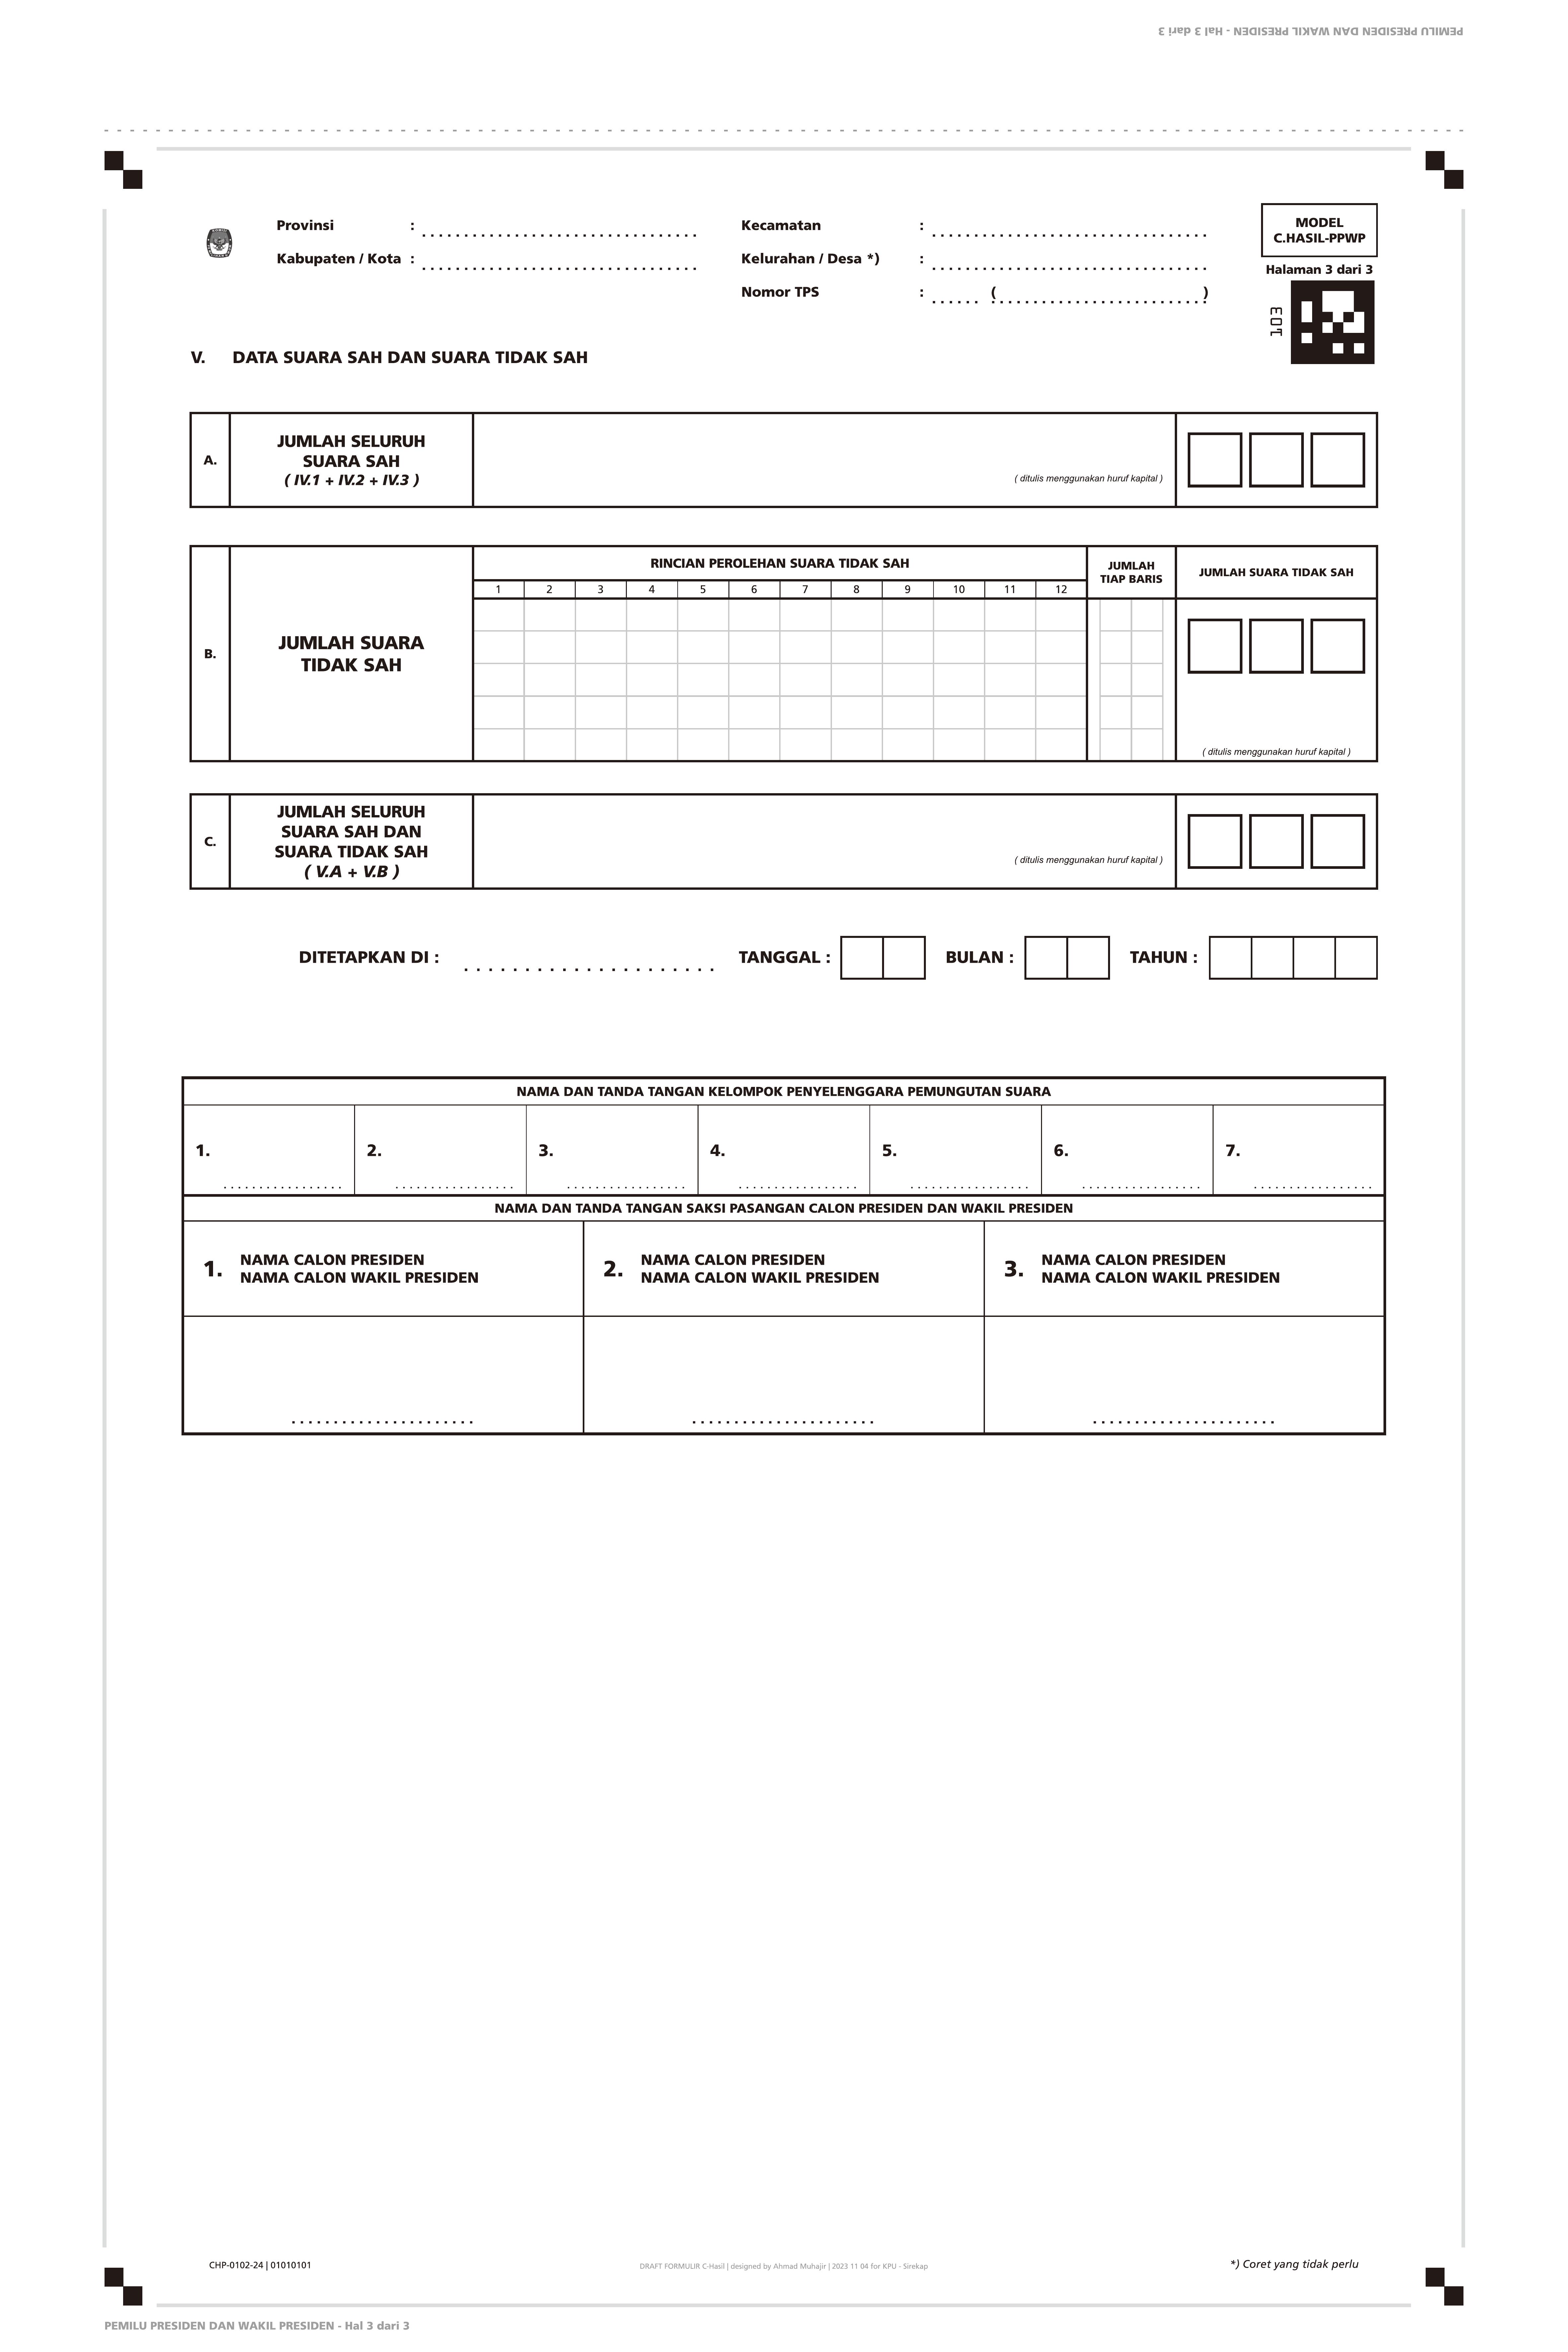 PEMILU PRESIDEN DAN WAKIL PRESIDEN - Hal 3 dari 3
Provinsi : ................................
Kabupaten / Kota : ................................
Kecamatan : ................................
Kelurahan / Desa *) : ................................
Nomor TPS : ...... (.........................)
MODEL
C.HASIL-PPWP
Halaman 3 dari 3
103
V. DATA SUARA SAH DAN SUARA TIDAK SAH
A.
JUMLAH SELURUH
SUARA SAH
( IV.1 + IV.2 + IV.3 )
( ditulis menggunakan huruf kapital )
B.
JUMLAH SUARA
TIDAK SAH
RINCIAN PEROLEHAN SUARA TIDAK SAH
1 2 3 4 5 6 7 8 9 10 11 12
JUMLAH
TIAP BARIS
JUMLAH SUARA TIDAK SAH
( ditulis menggunakan huruf kapital )
C.
JUMLAH SELURUH
SUARA SAH DAN
SUARA TIDAK SAH
( V.A + V.B )
( ditulis menggunakan huruf kapital )
DITETAPKAN DI : ..................... TANGGAL : BULAN : TAHUN :
NAMA DAN TANDA TANGAN KELOMPOK PENYELENGGARA PEMUNGUTAN SUARA
1. 2. 3. 4. 5. 6. 7.
NAMA DAN TANDA TANGAN SAKSI PASANGAN CALON PRESIDEN DAN WAKIL PRESIDEN
1. NAMA CALON PRESIDEN
NAMA CALON WAKIL PRESIDEN
2. NAMA CALON PRESIDEN
NAMA CALON WAKIL PRESIDEN
3. NAMA CALON PRESIDEN
NAMA CALON WAKIL PRESIDEN
CHP-0102-24 | 01010101
DRAFT FORMULIR C-Hasil | designed by Ahmad Muhajir | 2023 11 04 for KPU - Sirekap
*) Coret yang tidak perlu
PEMILU PRESIDEN DAN WAKIL PRESIDEN - Hal 3 dari 3